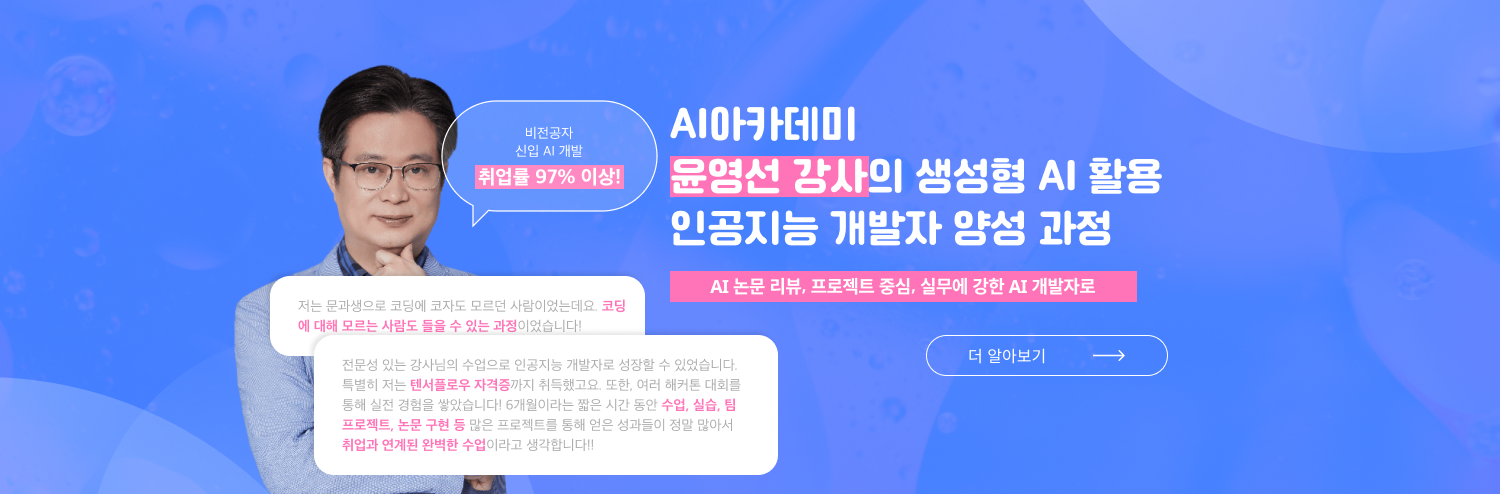 비전공자
신입 AI 개발
취업률 97% 이상!
AI아카데미
윤영선 강사의 생성형 AI 활용
인공지능 개발자 양성 과정
AI 논문 리뷰, 프로젝트 중심, 실무에 강한 AI 개발자로
더 알아보기
저는 문과생으로 코딩에 코자도 모르던 사람이었는데요. 코딩
에 대해 모르는 사람도 들을 수 있는 과정이었습니다!
전문성 있는 강사님의 수업으로 인공지능 개발자로 성장할 수 있었습니다.
특별히 저는 텐서플로우 자격증까지 취득했고요. 또한, 여러 해커톤 대회를
통해 실전 경험을 쌓았습니다! 6개월이라는 짧은 시간 동안 수업, 실습, 팀
프로젝트, 논문 구현 등 많은 프로젝트를 통해 얻은 성과들이 정말 많아서
취업과 연계된 완벽한 수업이라고 생각합니다!!